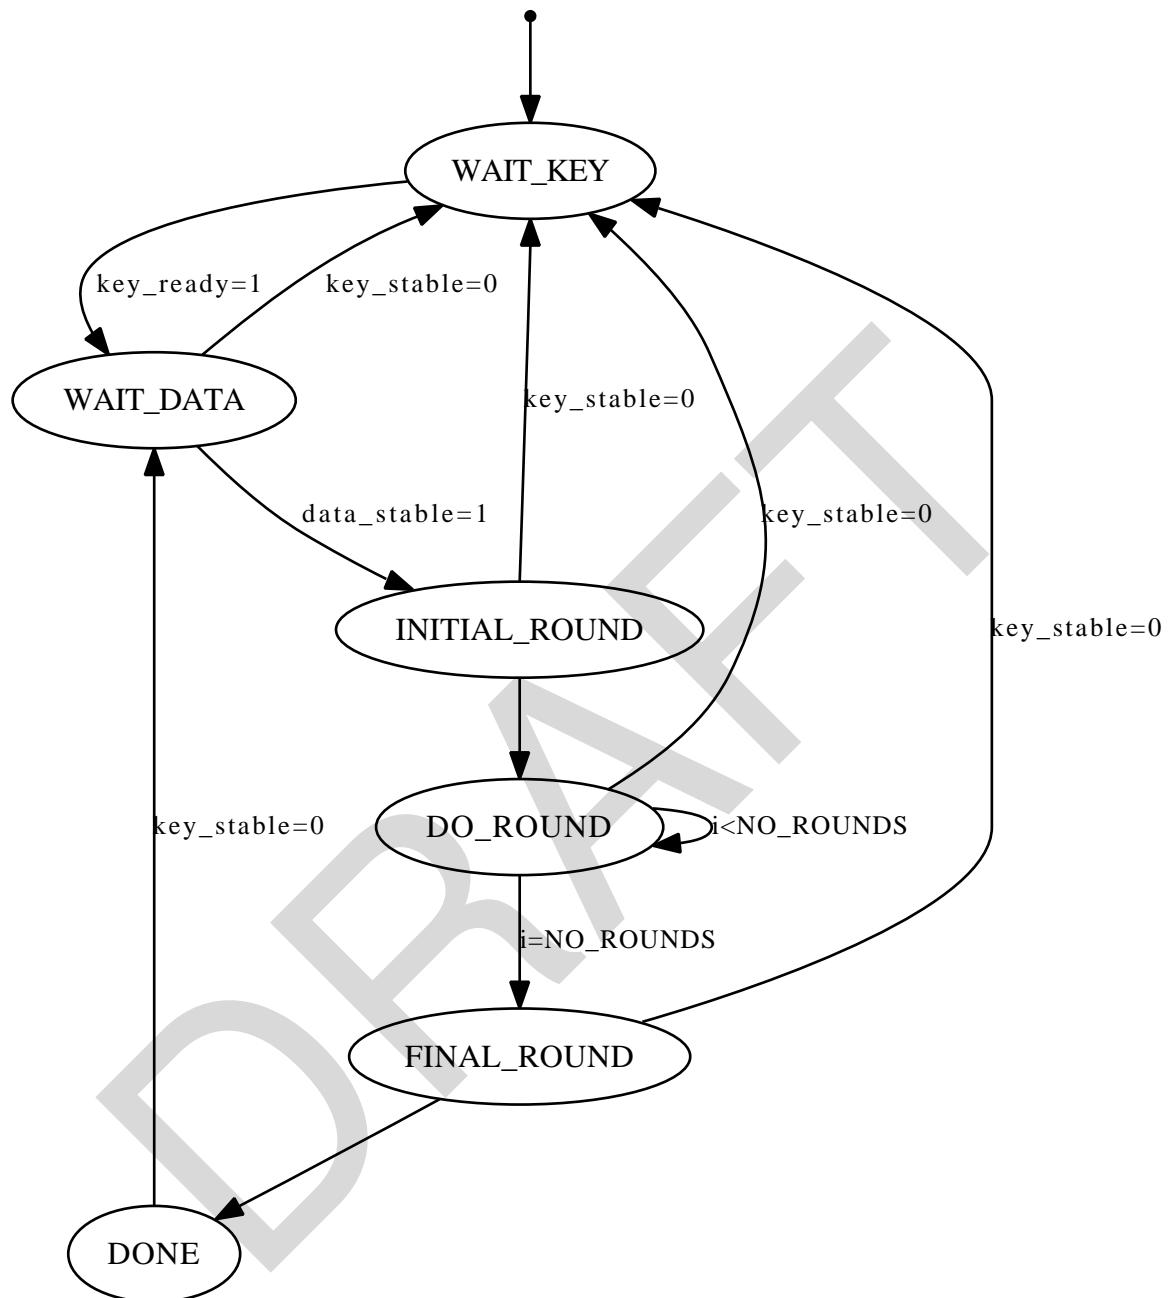 WAIT_KEY
key_ready=1
key_stable=0
WAIT_DATA
key_stable=0
data_stable=1
key_stable=0
INITIAL_ROUND
key_stable=0
key_stable=0
DO_ROUND
i<NO_ROUNDS
i=NO_ROUNDS
FINAL_ROUND
DONE
DRAFT